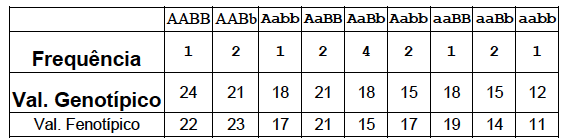 AABB AABb Aabb AaBB AaBb Aabb aaBB aaBb aabb
Frequência 1 2 1 2 4 2 1 2 1
Val. Genotípico 24 21 18 21 18 15 18 15 12
Val. Fenotípico 22 23 17 21 15 17 19 14 11